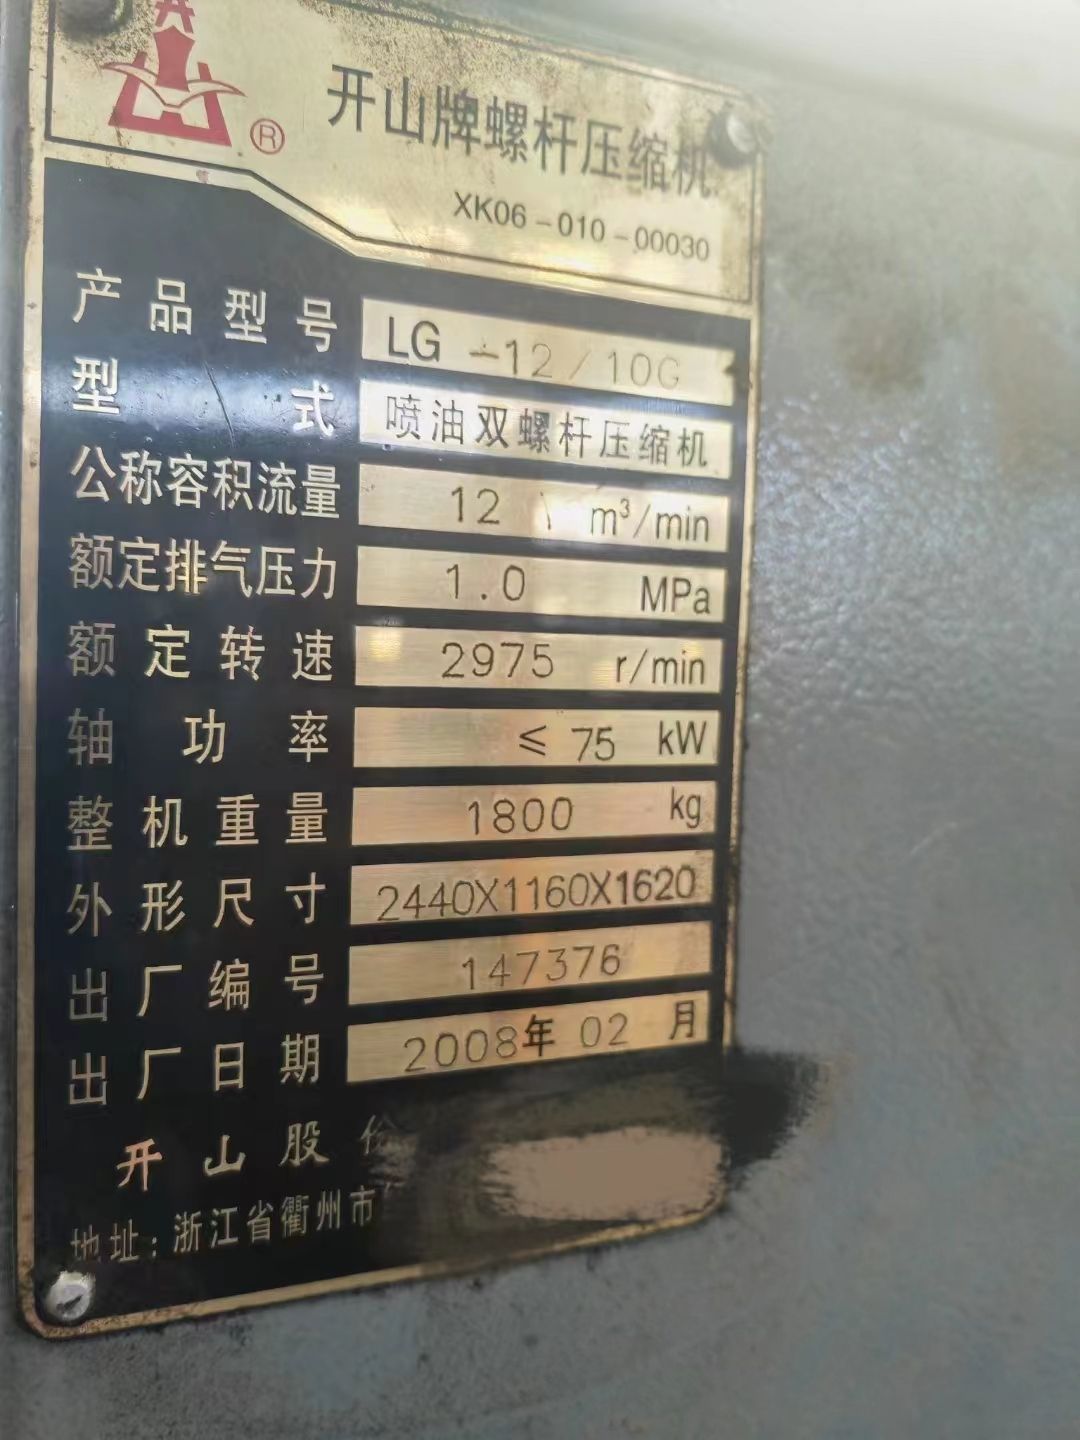 开山
®
开山牌螺杆压缩机
XK06-010-00030
产品型号 LG -12/10G
型式 喷油双螺杆压缩机
公称容积流量 12 m³/min
额定排气压力 1.0 MPa
额定转速 2975 r/min
轴功率 ≤ 75 kW
整机重量 1800 kg
外形尺寸 2440X1160X1620
出厂编号 147376
出厂日期 2008年 02 月
开山股份
地址：浙江省衢州市